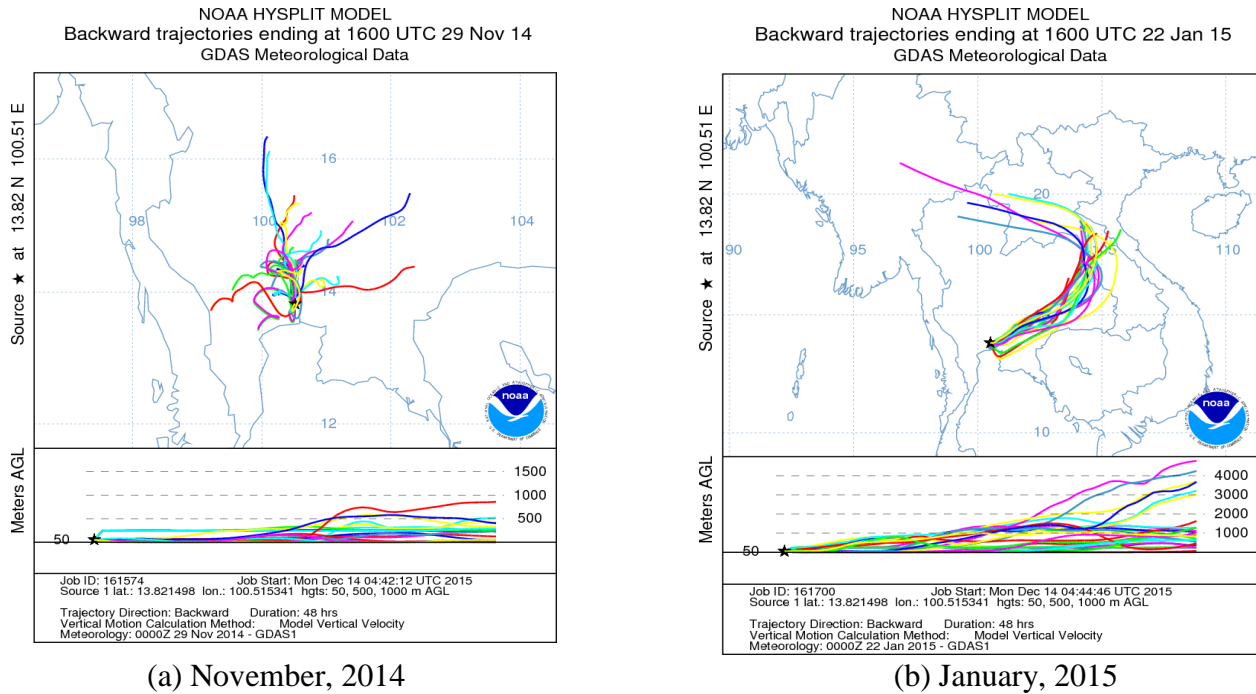 NOAA HYSPLIT MODEL
Backward trajectories ending at 1600 UTC 29 Nov 14
GDAS Meteorological Data
Source ★ at 13.82 N 100.51 E
16
98
100
102
104
14
12
noaa
Meters AGL
1500
1000
500
50
Job ID: 161574 Job Start: Mon Dec 14 04:42:12 UTC 2015
Source 1 lat.: 13.821498 lon.: 100.515341 hgts: 50, 500, 1000 m AGL
Trajectory Direction: Backward Duration: 48 hrs
Vertical Motion Calculation Method: Model Vertical Velocity
Meteorology: 0000Z 29 Nov 2014 - GDAS1
(a) November, 2014
NOAA HYSPLIT MODEL
Backward trajectories ending at 1600 UTC 22 Jan 15
GDAS Meteorological Data
Source ★ at 13.82 N 100.51 E
20
90
95
100
110
10
noaa
Meters AGL
4000
3000
2000
1000
50
Job ID: 161700 Job Start: Mon Dec 14 04:44:46 UTC 2015
Source 1 lat.: 13.821498 lon.: 100.515341 hgts: 50, 500, 1000 m AGL
Trajectory Direction: Backward Duration: 48 hrs
Vertical Motion Calculation Method: Model Vertical Velocity
Meteorology: 0000Z 22 Jan 2015 - GDAS1
(b) January, 2015